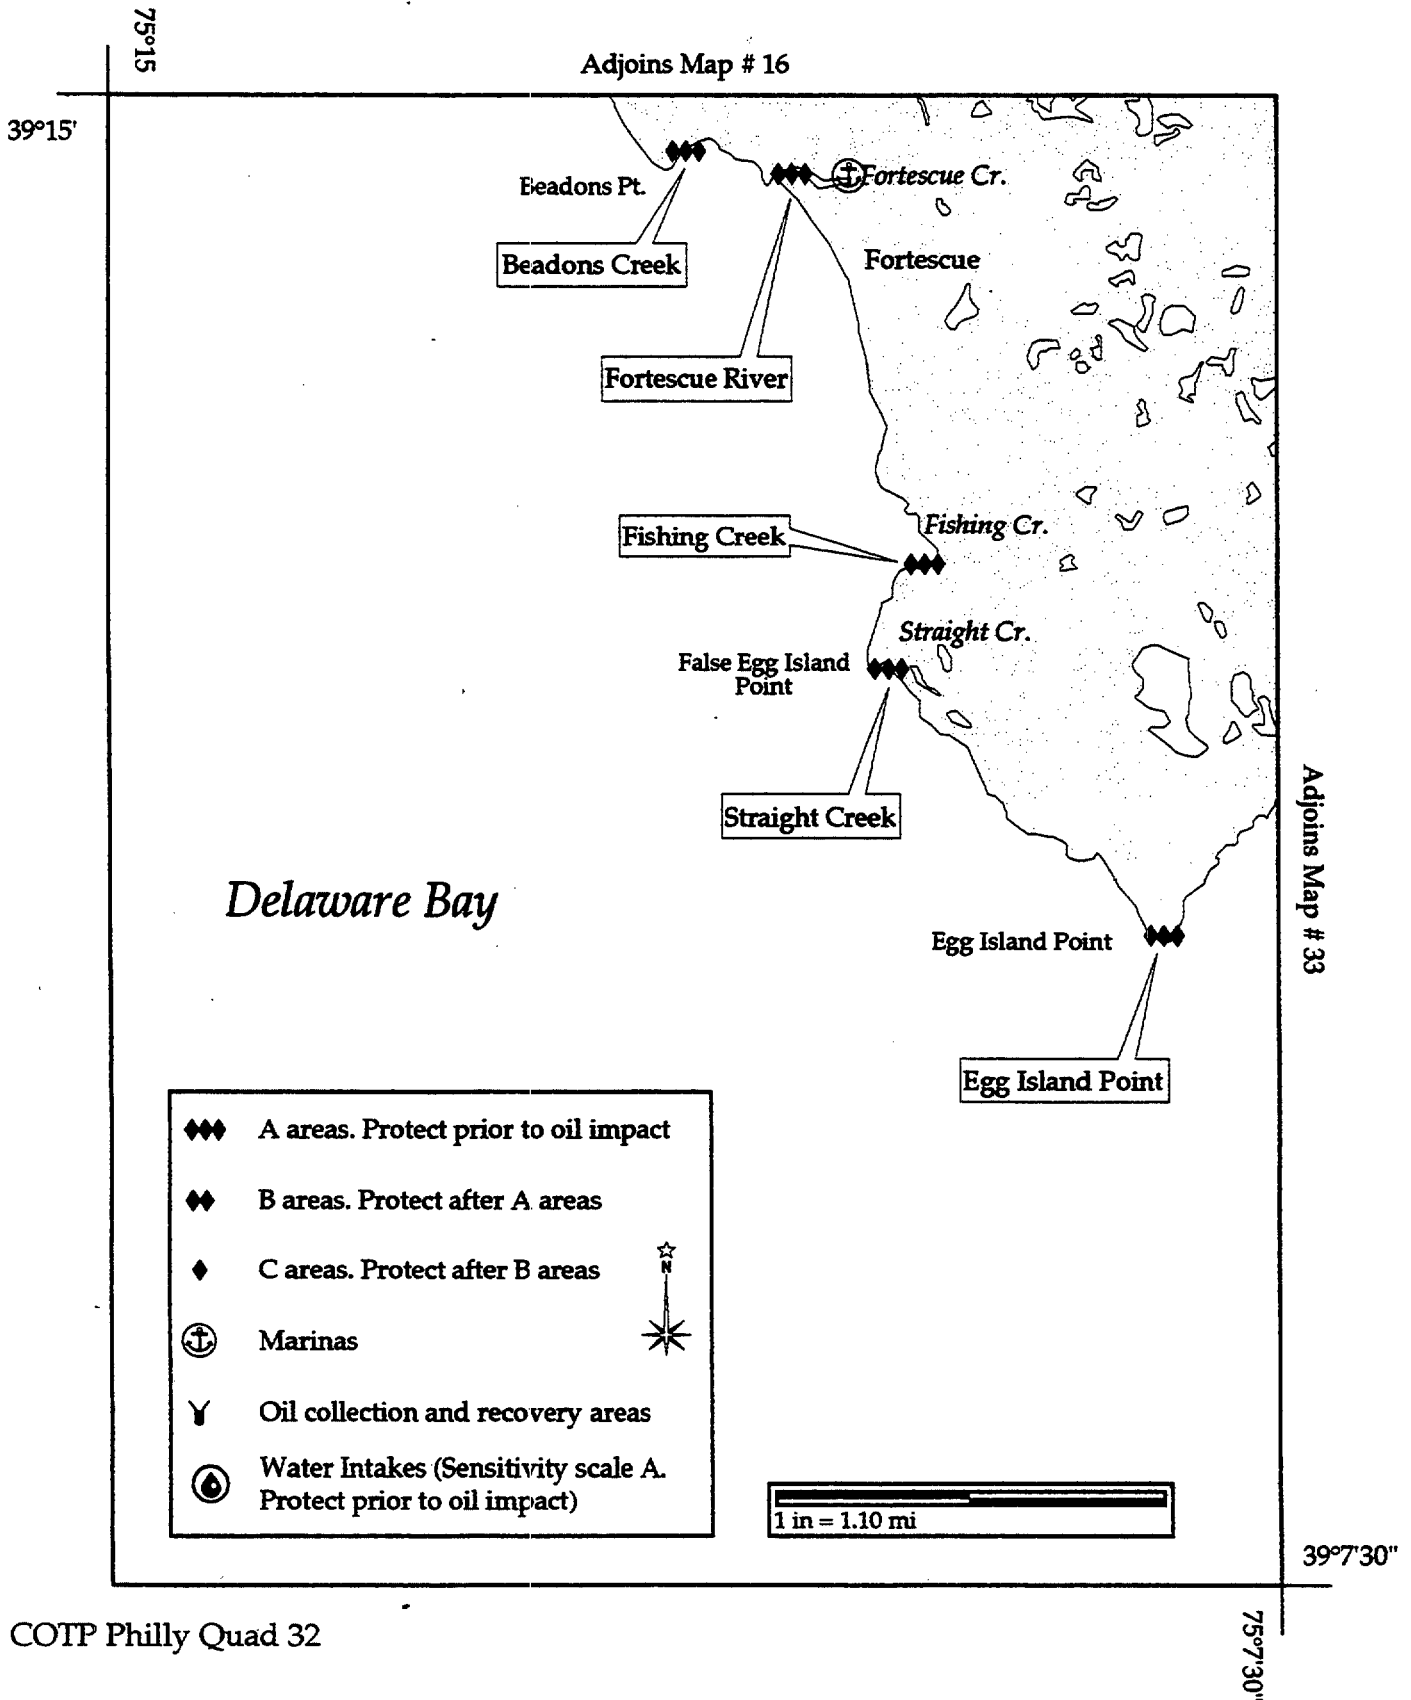 75°15
Adjoins Map # 16
39°15'
Beadons Pt.
Fortescue Cr.
Beadons Creek
Fortescue
Fortescue River
Fishing Cr.
Fishing Creek
Straight Cr.
False Egg Island
Point
Straight Creek
Adjoins Map # 33
Delaware Bay
Egg Island Point
Egg Island Point
A areas. Protect prior to oil impact
B areas. Protect after A areas
C areas. Protect after B areas
N
Marinas
Oil collection and recovery areas
Water Intakes (Sensitivity scale A.
Protect prior to oil impact)
1 in = 1.10 mi
39°7'30"
COTP Philly Quad 32
75°7'30"